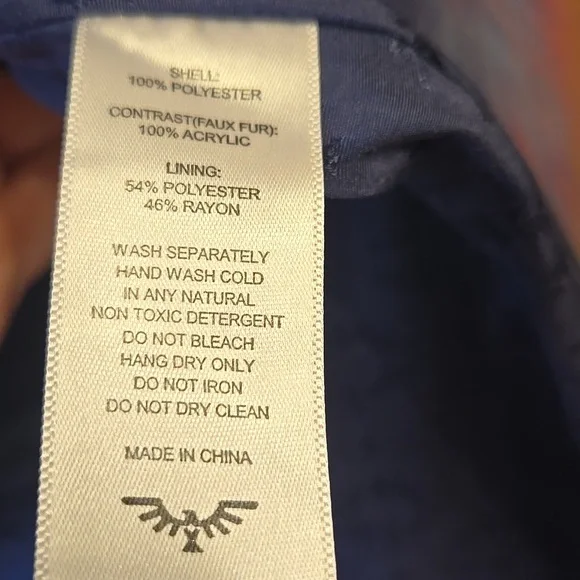 SHELL:
100% POLYESTER
CONTRAST(FAUX FUR):
100% ACRYLIC
LINING:
54% POLYESTER
46% RAYON
WASH SEPARATELY
HAND WASH COLD
IN ANY NATURAL
NON TOXIC DETERGENT
DO NOT BLEACH
HANG DRY ONLY
DO NOT IRON
DO NOT DRY CLEAN
MADE IN CHINA